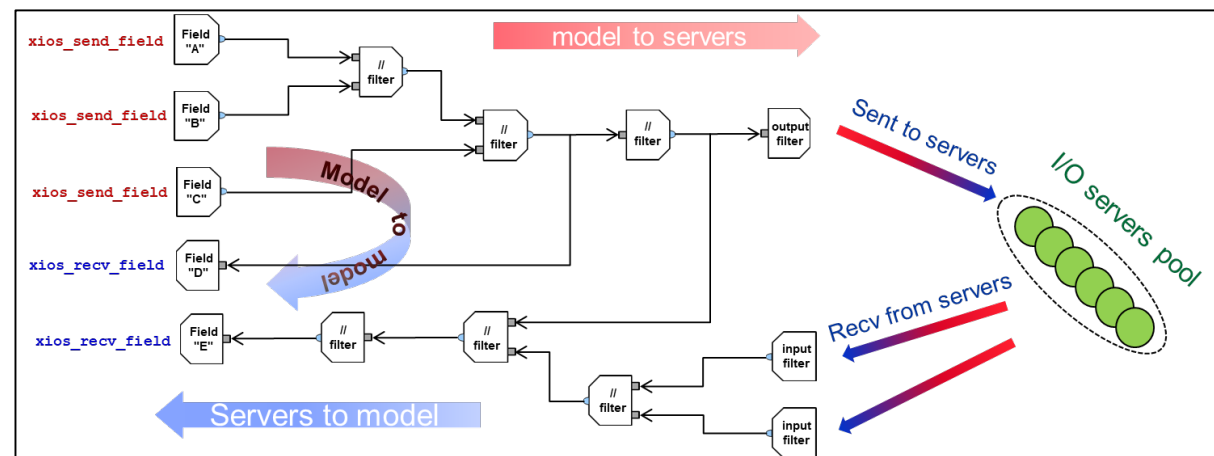 xios_send_field
Field
"A"
model to servers
//
filter
xios_send_field
Field
"B"
//
filter
//
filter
output
filter
Sent to servers
I/O servers pool
xios_send_field
Field
"C"
Model to
model
xios_recv_field
Field
"D"
Recv from servers
xios_recv_field
Field
"E"
//
filter
//
filter
input
filter
//
filter
Servers to model
input
filter